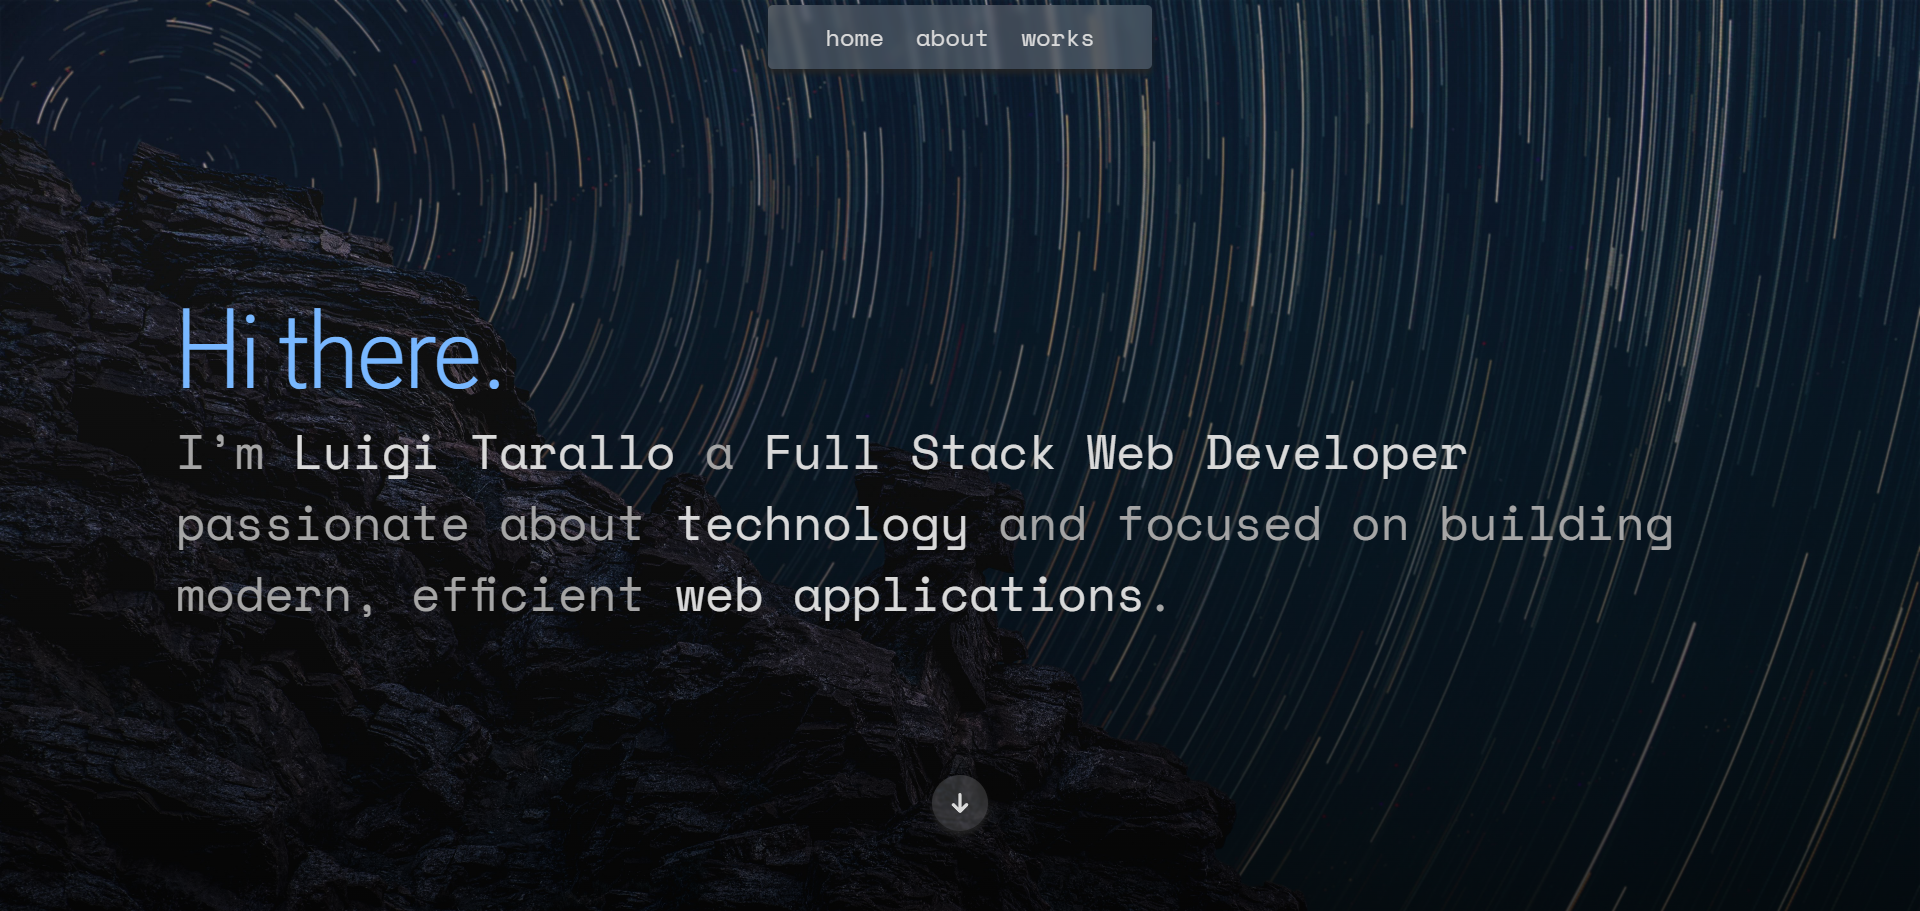 home about works
Hi there.
I’m Luigi Tarallo a Full Stack Web Developer
passionate about technology and focused on building
modern, efficient web applications.